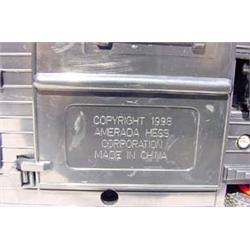 COPYRIGHT 1998
AMERADA HESS
CORPORATION
MADE IN CHINA